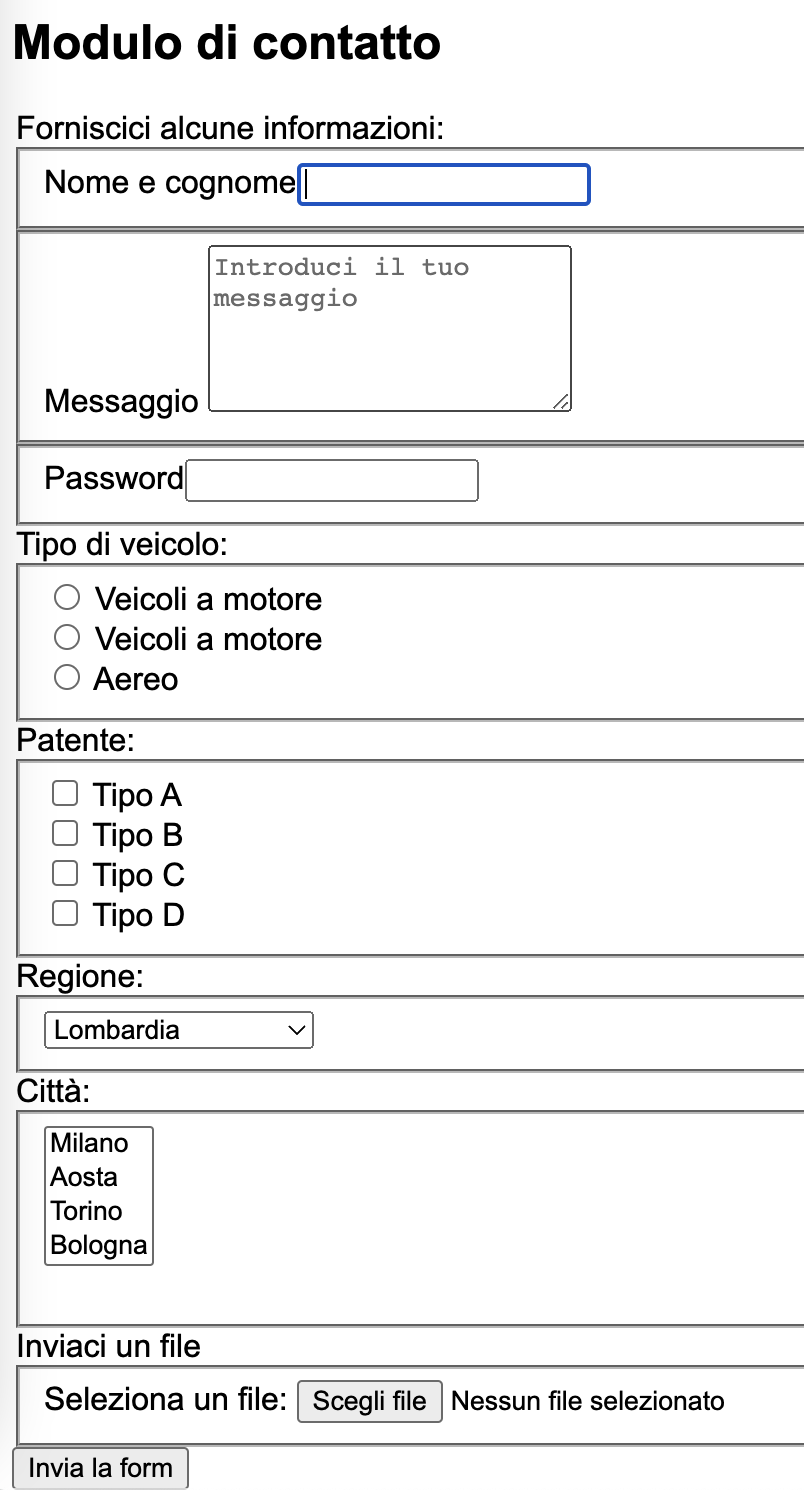 Modulo di contatto
Forniscici alcune informazioni:
Nome e cognome
Introduci il tuo
messaggio
Messaggio
Password
Tipo di veicolo:
Veicoli a motore
Veicoli a motore
Aereo
Patente:
Tipo A
Tipo B
Tipo C
Tipo D
Regione:
Lombardia
Città:
Milano
Aosta
Torino
Bologna
Inviaci un file
Seleziona un file: Scegli file Nessun file selezionato
Invia la form